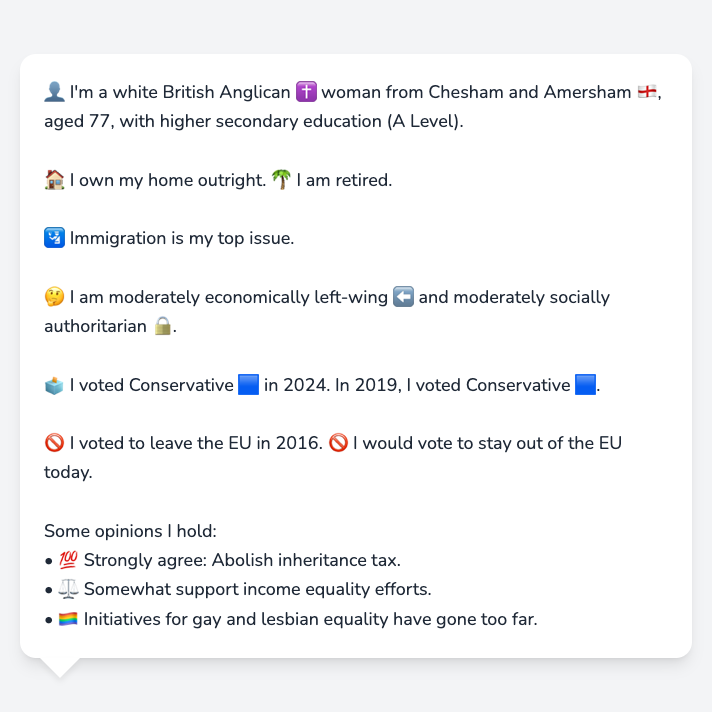 👤 I'm a white British Anglican ✝️ woman from Chesham and Amersham 🏴󠁧󠁢󠁥󠁮󠁧󠁿,
aged 77, with higher secondary education (A Level).
🏠 I own my home outright. 🌴 I am retired.
🛂 Immigration is my top issue.
🤔 I am moderately economically left-wing ⬅️ and moderately socially
authoritarian 🔒.
🗳️ I voted Conservative 🟦 in 2024. In 2019, I voted Conservative 🟦.
🚫 I voted to leave the EU in 2016. 🚫 I would vote to stay out of the EU
today.
Some opinions I hold:
• 💯 Strongly agree: Abolish inheritance tax.
• ⚖️ Somewhat support income equality efforts.
• 🏳️‍🌈 Initiatives for gay and lesbian equality have gone too far.